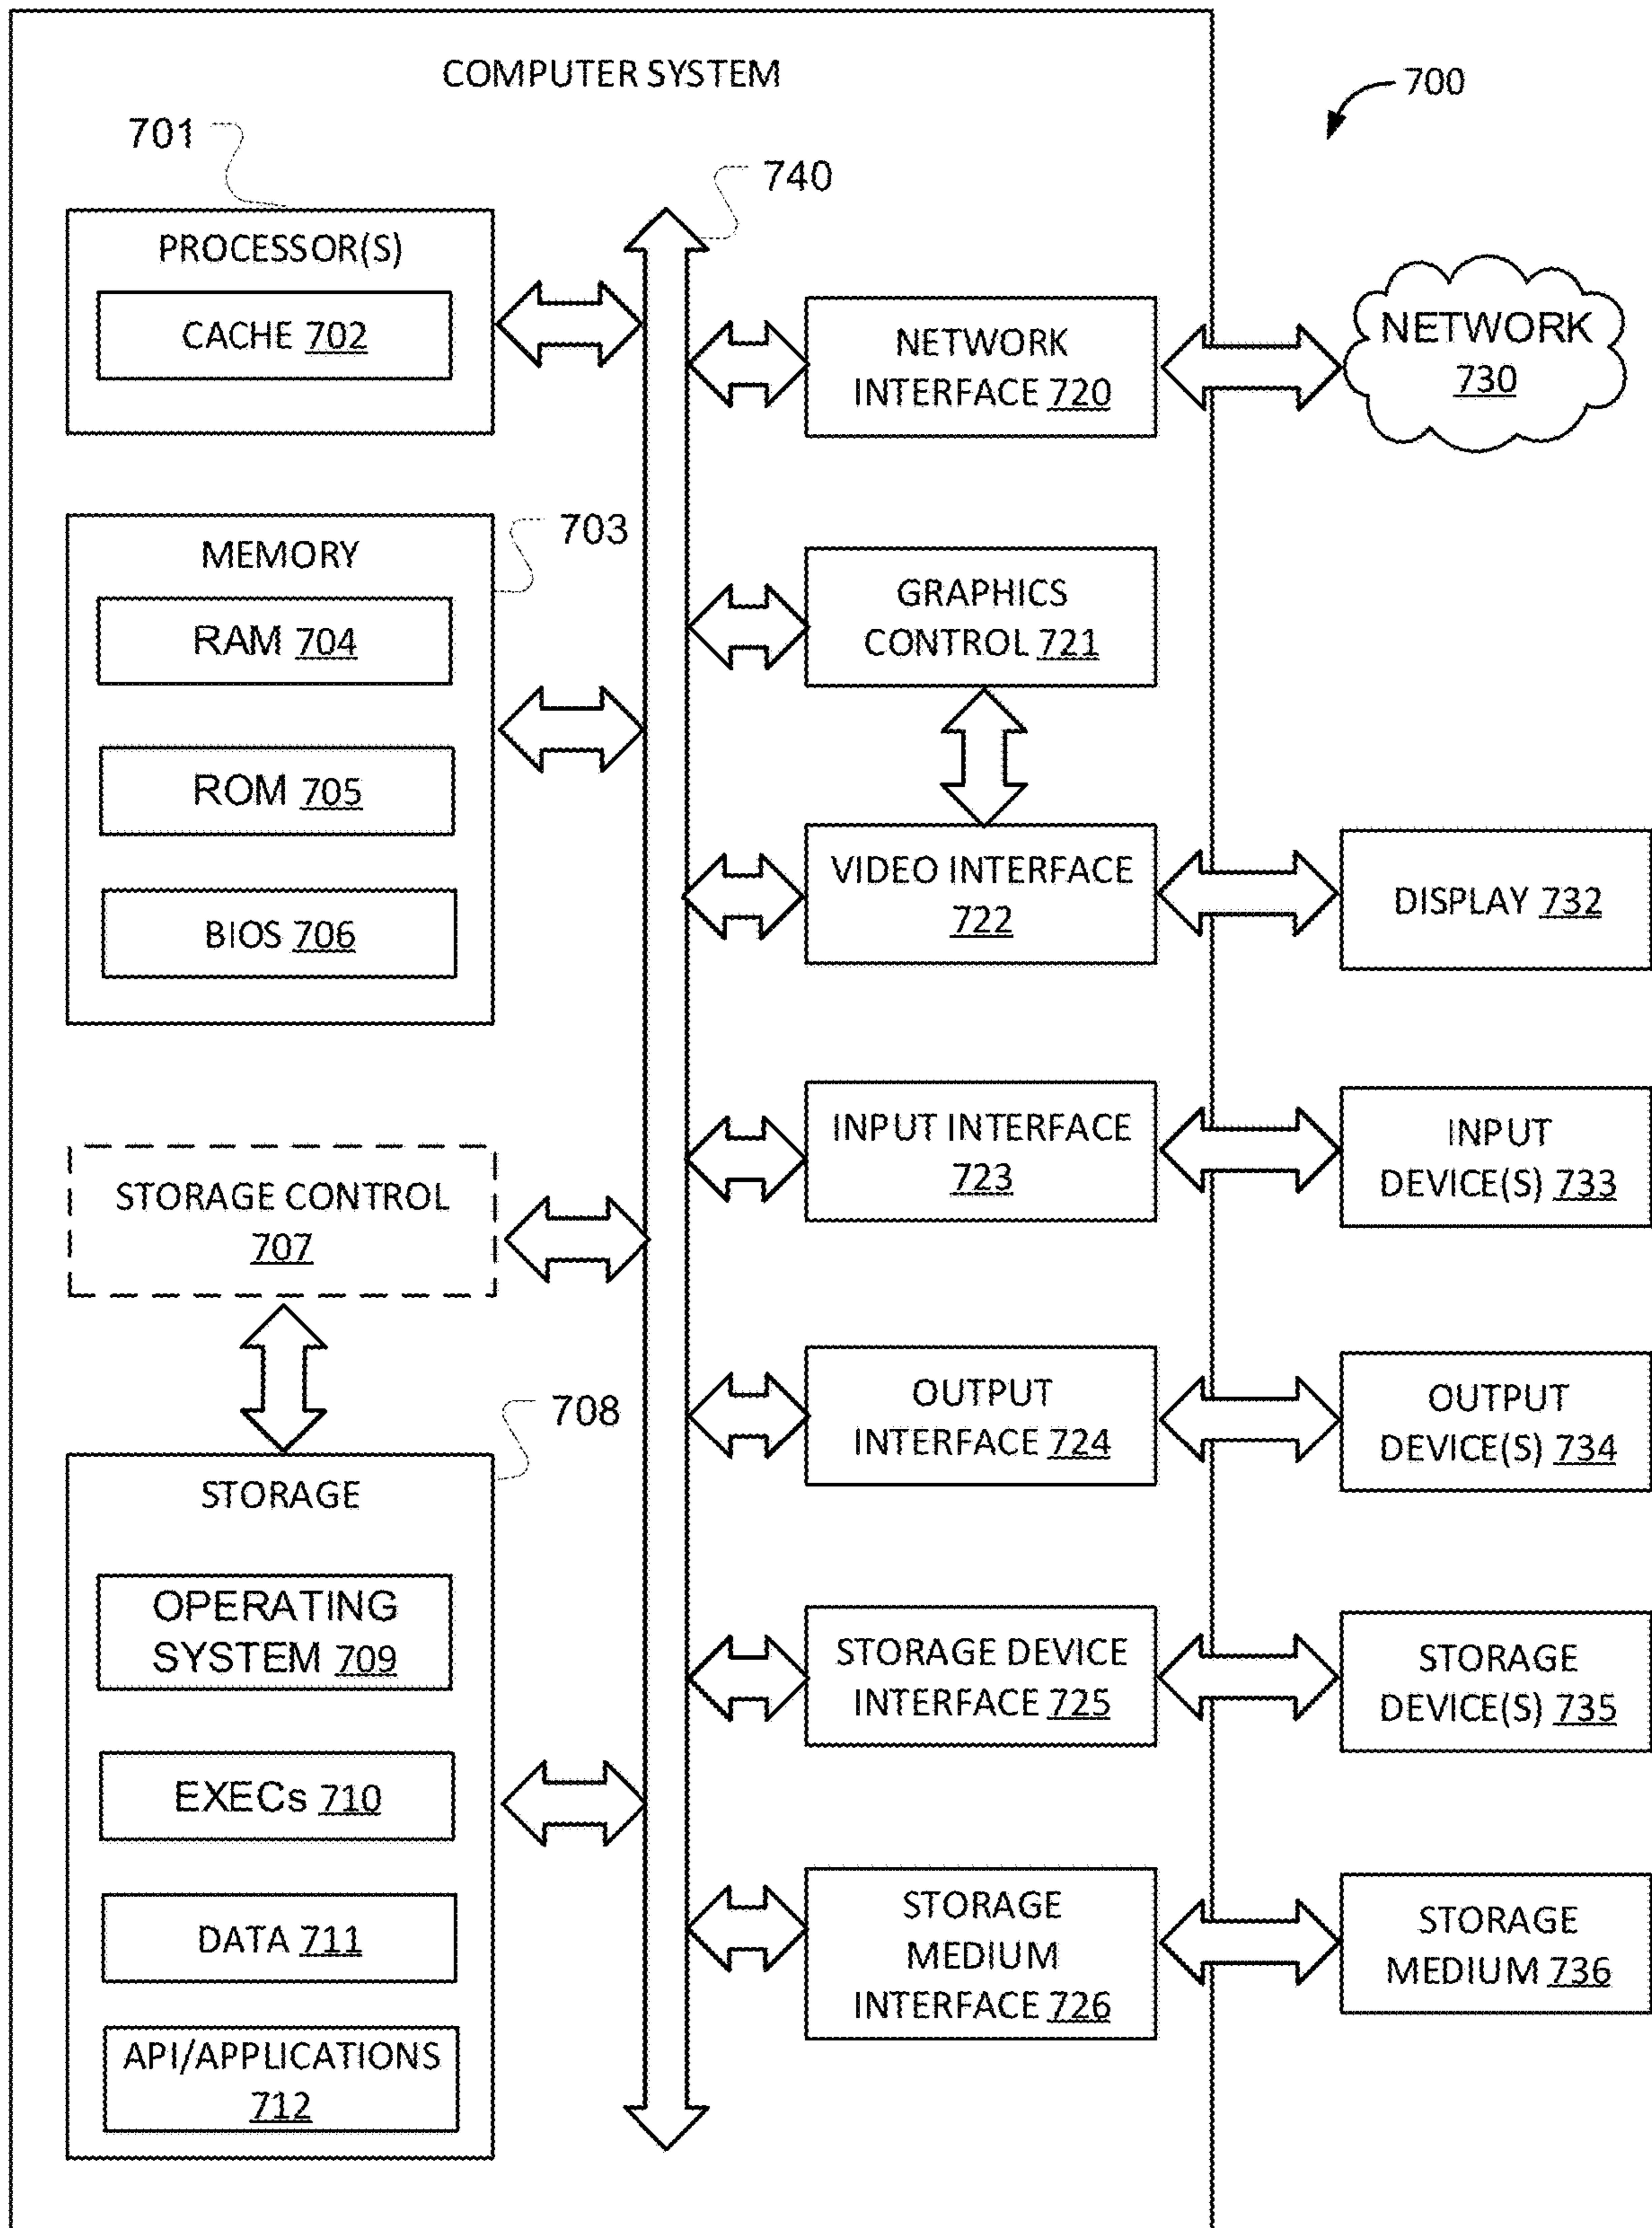 COMPUTER SYSTEM
700
701
740
PROCESSOR(S)
CACHE 702
NETWORK
INTERFACE 720
NETWORK
730
703
MEMORY
RAM 704
ROM 705
BIOS 706
GRAPHICS
CONTROL 721
VIDEO INTERFACE
722
DISPLAY 732
STORAGE CONTROL
707
INPUT INTERFACE
723
INPUT
DEVICE(S) 733
OUTPUT
INTERFACE 724
OUTPUT
DEVICE(S) 734
708
STORAGE
OPERATING
SYSTEM 709
EXECs 710
DATA 711
API/APPLICATIONS
712
STORAGE DEVICE
INTERFACE 725
STORAGE
DEVICE(S) 735
STORAGE
MEDIUM
INTERFACE 726
STORAGE
MEDIUM 736